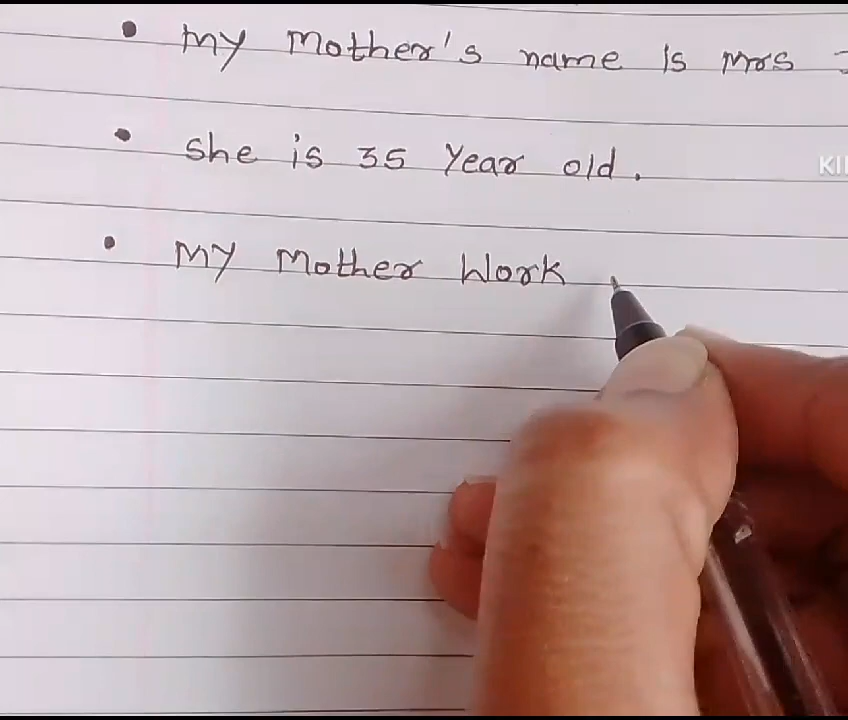 • My Mother's name is Mrs
• She is 35 Year old.
• My Mother Work